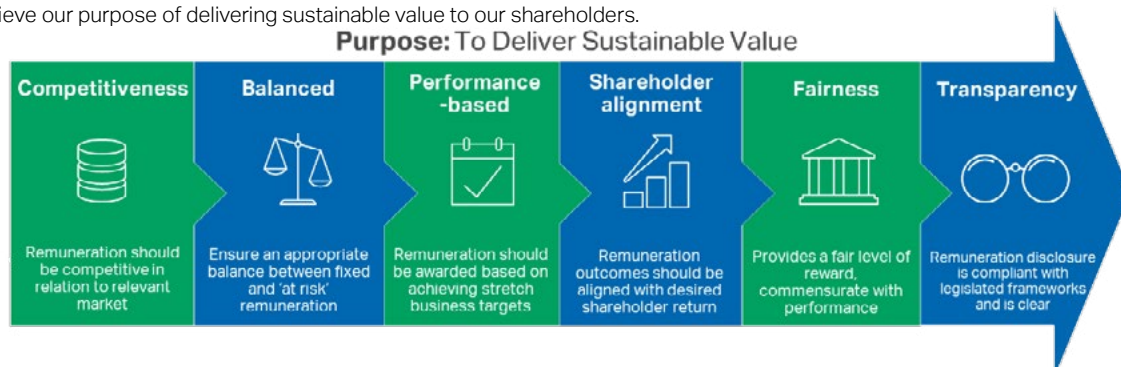 ieve our purpose of delivering sustainable value to our shareholders.
Purpose: To Deliver Sustainable Value
Competitiveness
Remuneration should
be competitive in
relation to relevant
market
Balanced
Ensure an appropriate
balance between fixed
and 'at risk'
remuneration
Performance
-based
Remuneration should
be awarded based on
achieving stretch
business targets
Shareholder
alignment
Remuneration
outcomes should be
aligned with desired
shareholder return
Fairness
Provides a fair level of
reward,
commensurate with
performance
Transparency
Remuneration disclosure
is compliant with
legislated frameworks
and is clear